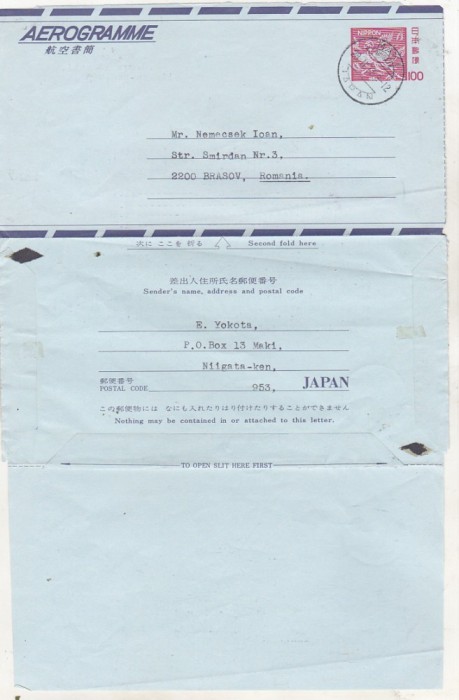 AEROGRAMME
航空書簡
NIPPON
日本郵便
100
Mr. Nemecsek Ioan,
Str. Smirdan Nr.3,
2200 BRASOV, Romania.
次に ここを 折る Second fold here
差出人住所氏名郵便番号
Sender's name, address and postal code
E. Yokota,
P.O.Box 13 Maki,
Niigata-ken,
郵便番号
POSTAL CODE 953, JAPAN
この郵便物には なにも入れたりはり付けたりすることができません
Nothing may be contained in or attached to this letter.
TO OPEN SLIT HERE FIRST